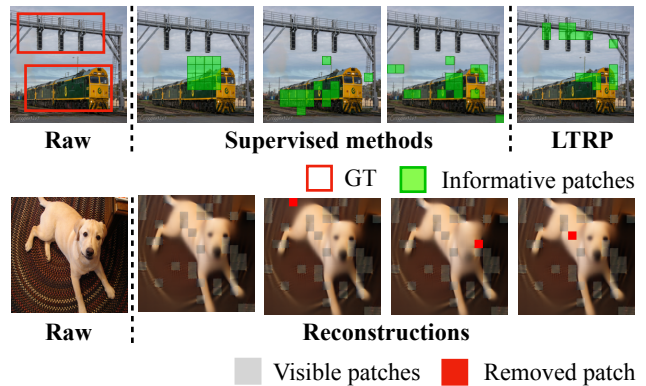 Raw
Supervised methods
LTRP
GT
Informative patches
Raw
Reconstructions
Visible patches
Removed patch